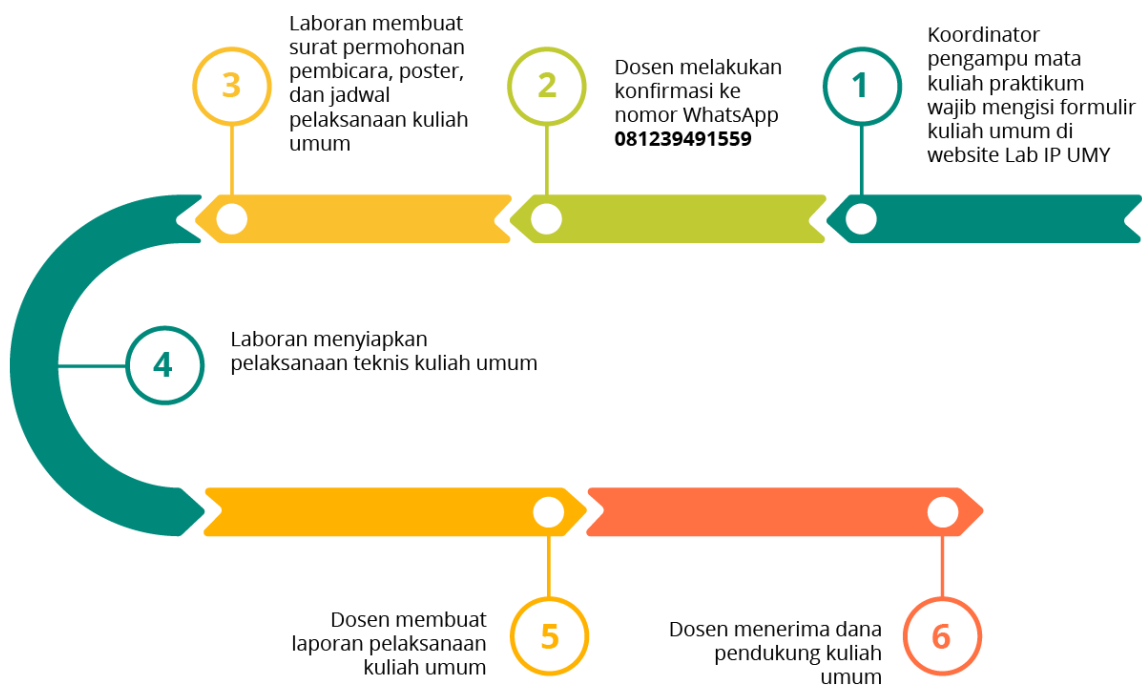 1
Koordinator
pengampu mata
kuliah praktikum
wajib mengisi formulir
kuliah umum di
website Lab IP UMY
2
Dosen melakukan
konfirmasi ke
nomor WhatsApp
081239491559
3
Laboran membuat
surat permohonan
pembicara, poster,
dan jadwal
pelaksanaan kuliah
umum
4
Laboran menyiapkan
pelaksanaan teknis kuliah umum
5
Dosen membuat
laporan pelaksanaan
kuliah umum
6
Dosen menerima dana
pendukung kuliah
umum